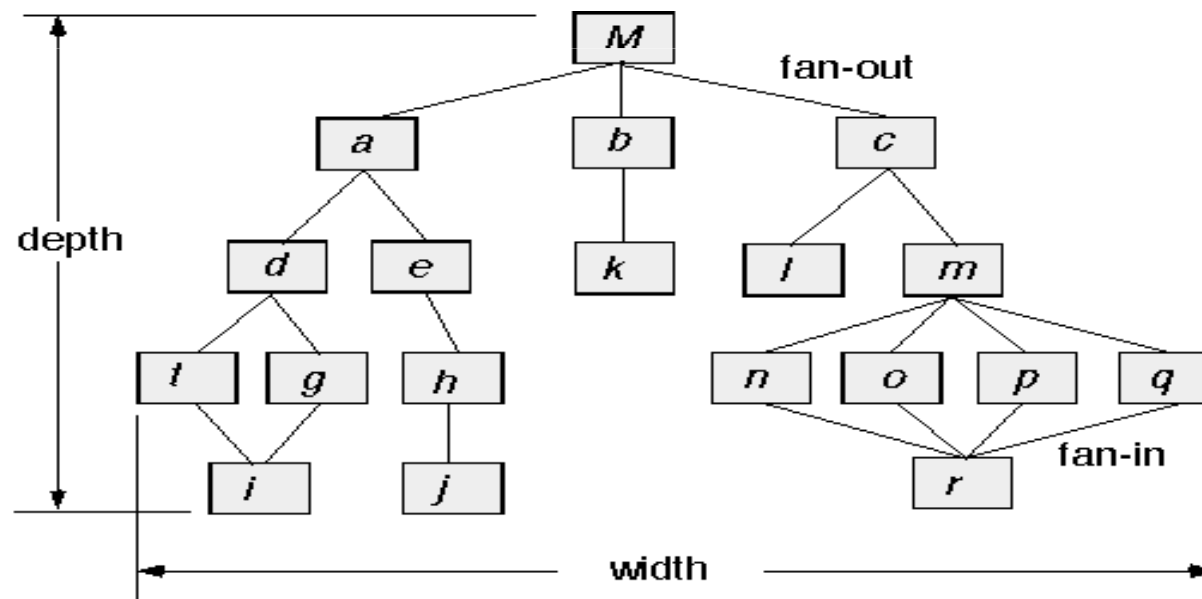 M
fan-out
a b c
depth
d e k l m
t g h n o p q
fan-in
i j r
width